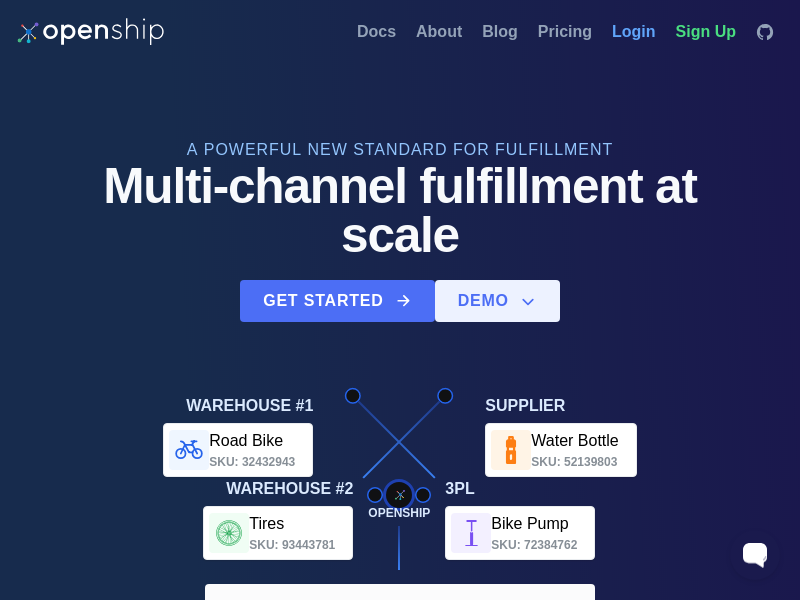 openship
Docs About Blog Pricing Login Sign Up
A POWERFUL NEW STANDARD FOR FULFILLMENT
Multi-channel fulfillment at
scale
GET STARTED
DEMO
WAREHOUSE #1
Road Bike
SKU: 32432943
SUPPLIER
Water Bottle
SKU: 52139803
WAREHOUSE #2
Tires
SKU: 93443781
OPENSHIP
3PL
Bike Pump
SKU: 72384762